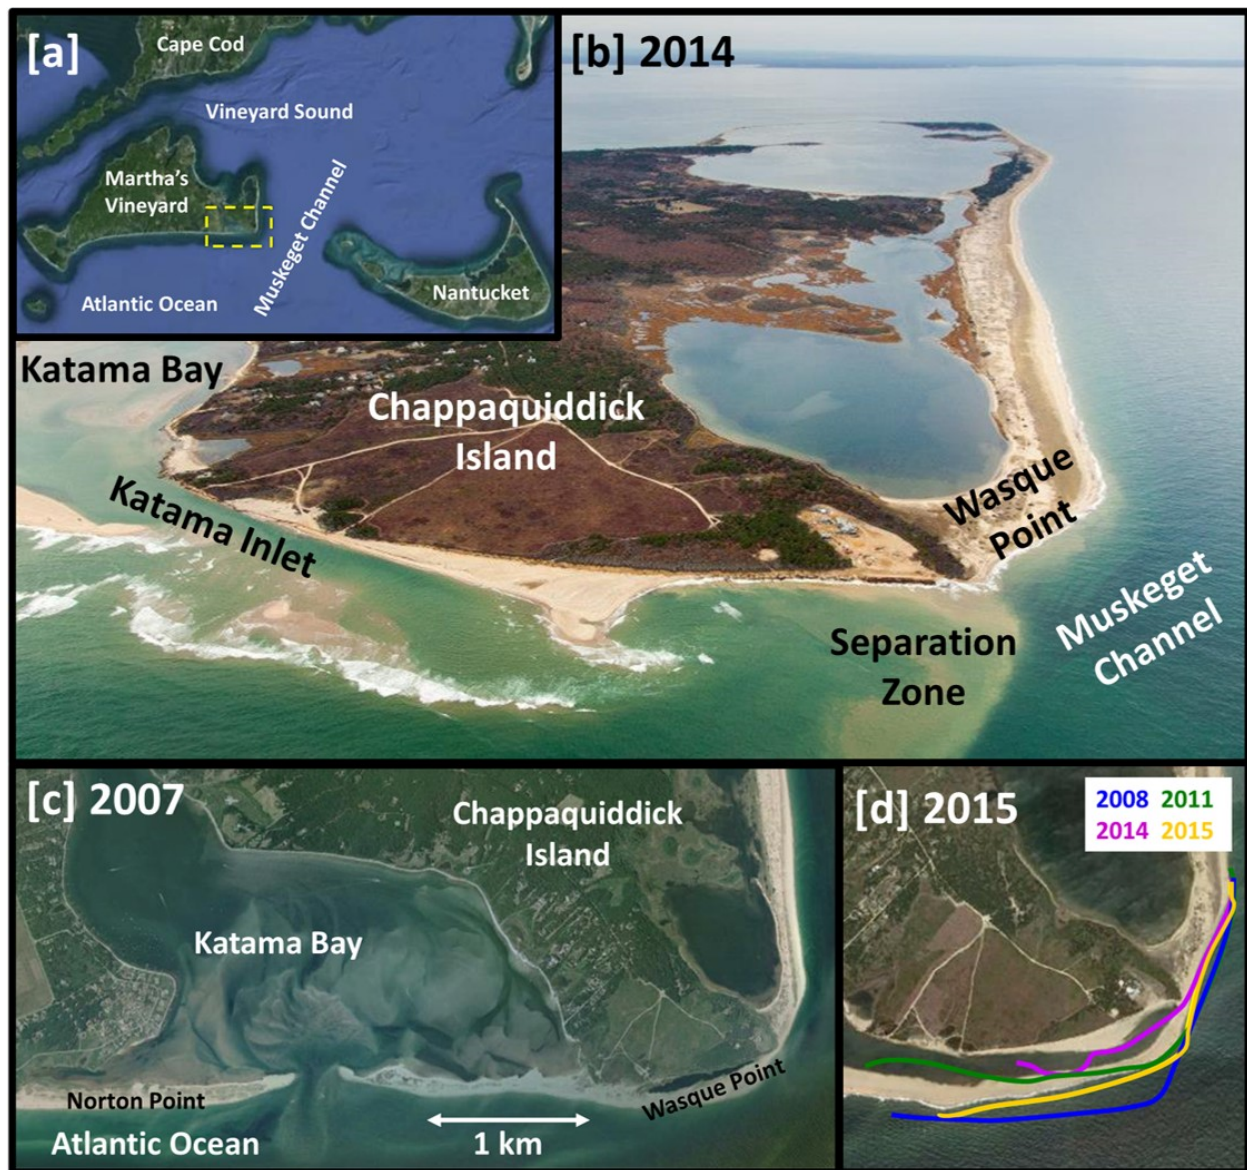 [a]
Cape Cod
Vineyard Sound
Martha's
Vineyard
Muskeget Channel
Atlantic Ocean
Nantucket
[b] 2014
Katama Bay
Chappaquiddick
Island
Katama Inlet
Wasque
Point
Muskeget
Channel
Separation
Zone
[c] 2007
Chappaquiddick
Island
Katama Bay
Norton Point
Wasque Point
Atlantic Ocean
1 km
[d] 2015
2008 2011
2014 2015